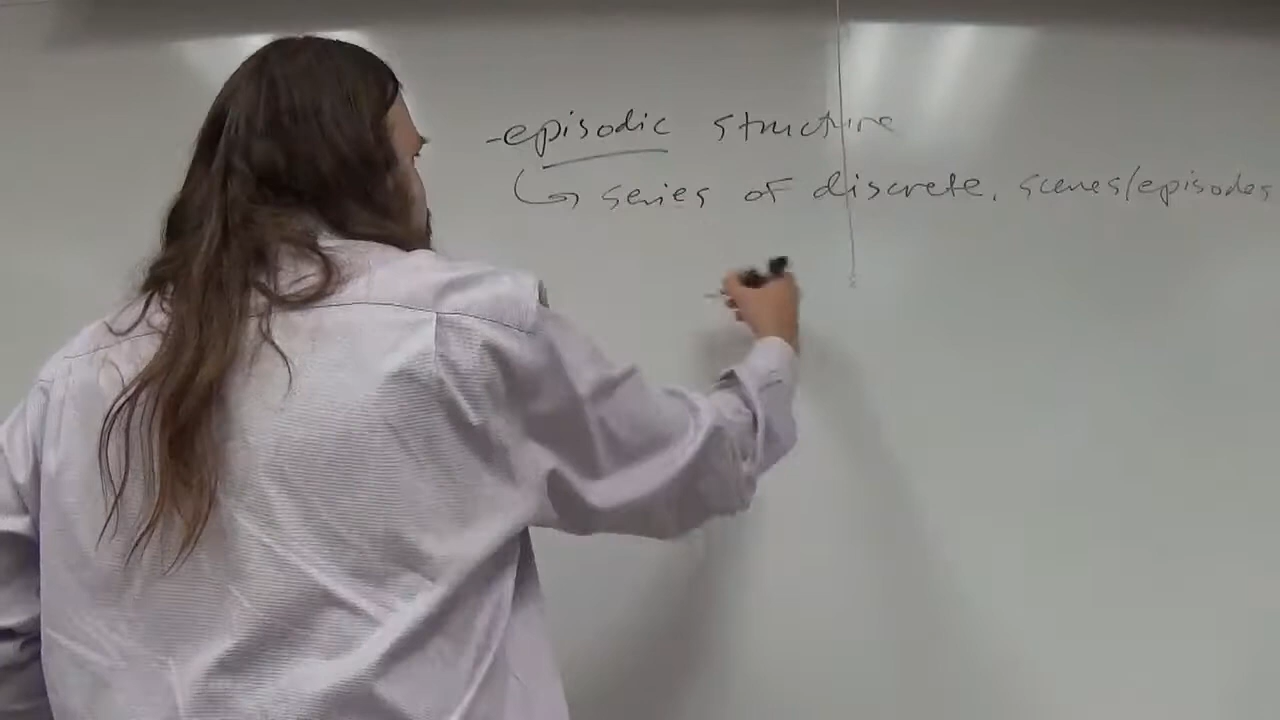 -episodic structure
↳ series of discrete, scenes/episodes